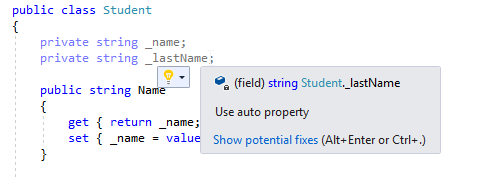 public class Student
{
private string _name;
private string _lastName;
public string Name
{
get { return _name;
set { _name = value
}
(field) string Student._lastName
Use auto property
Show potential fixes (Alt+Enter or Ctrl+.)